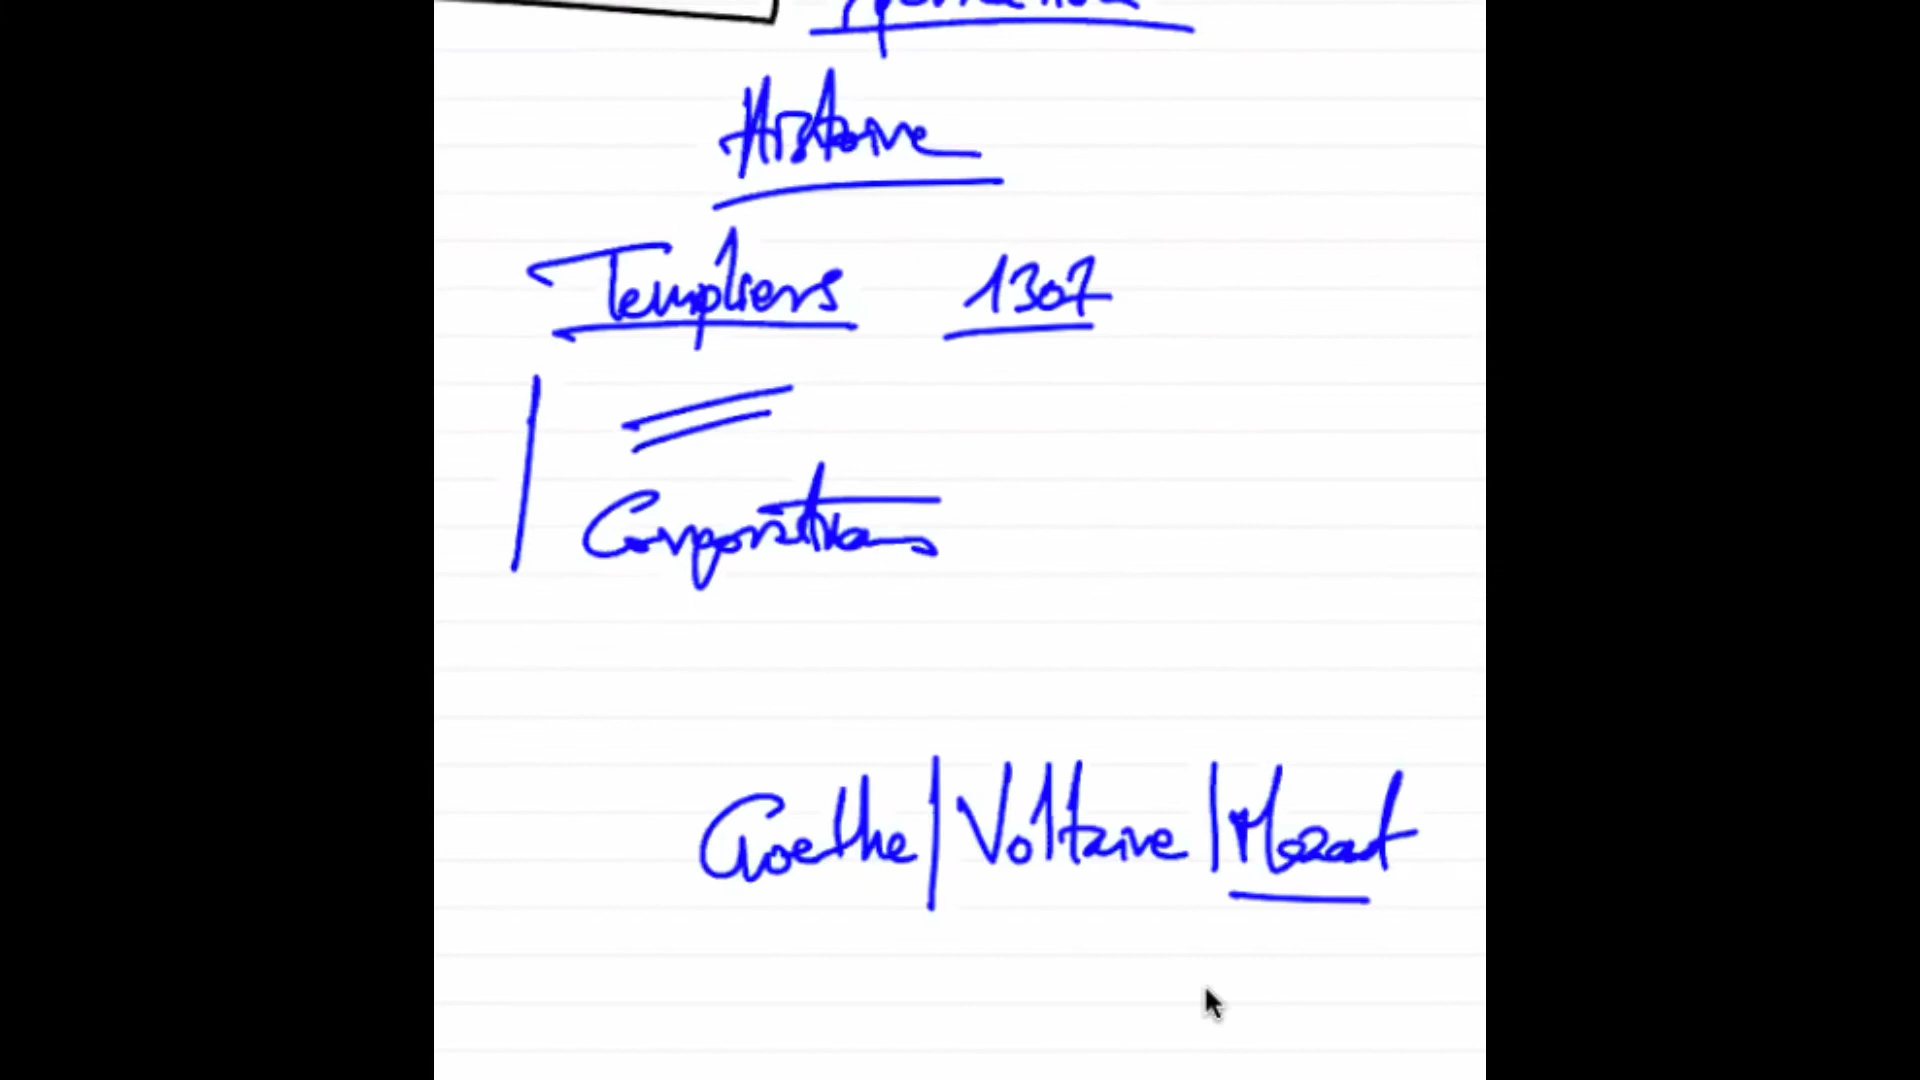 Histoire
Templiers 1307
Corporations
Goethe | Voltaire | Mozart